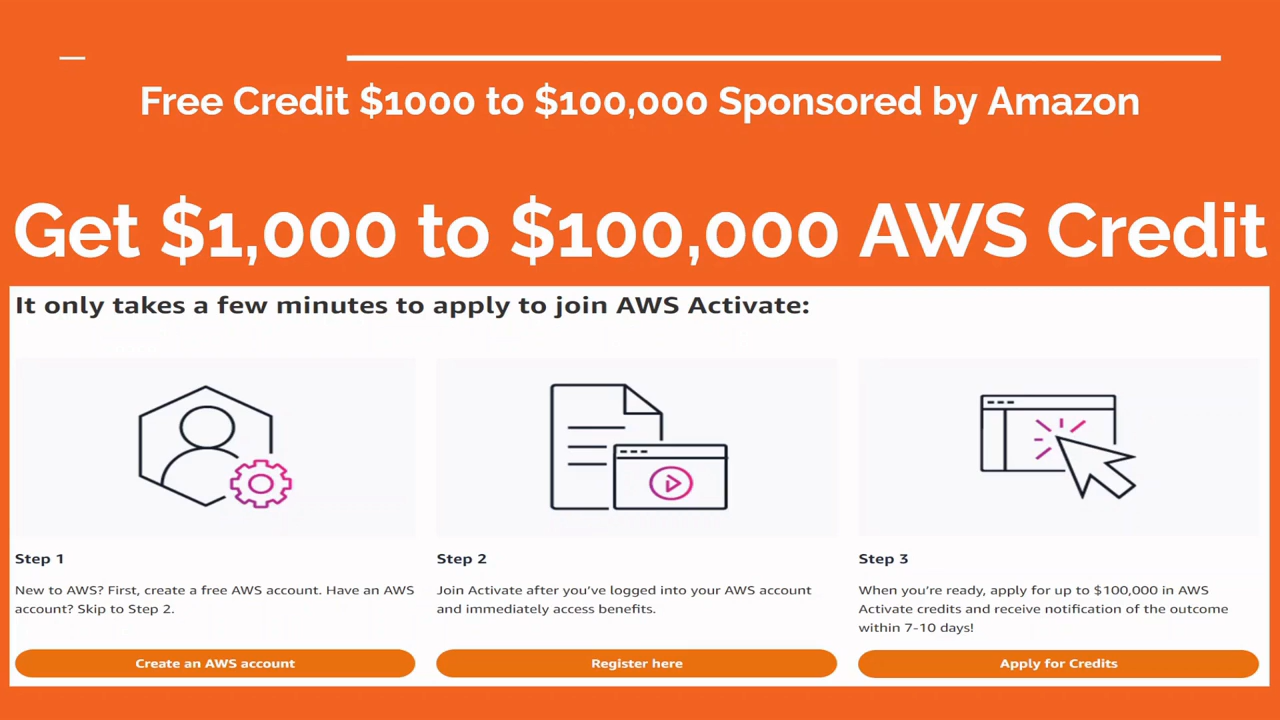 Free Credit $1000 to $100,000 Sponsored by Amazon
Get $1,000 to $100,000 AWS Credit
It only takes a few minutes to apply to join AWS Activate:
Step 1
New to AWS? First, create a free AWS account. Have an AWS
account? Skip to Step 2.
Create an AWS account
Step 2
Join Activate after you've logged into your AWS account
and immediately access benefits.
Register here
Step 3
When you're ready, apply for up to $100,000 in AWS
Activate credits and receive notification of the outcome
within 7-10 days!
Apply for Credits